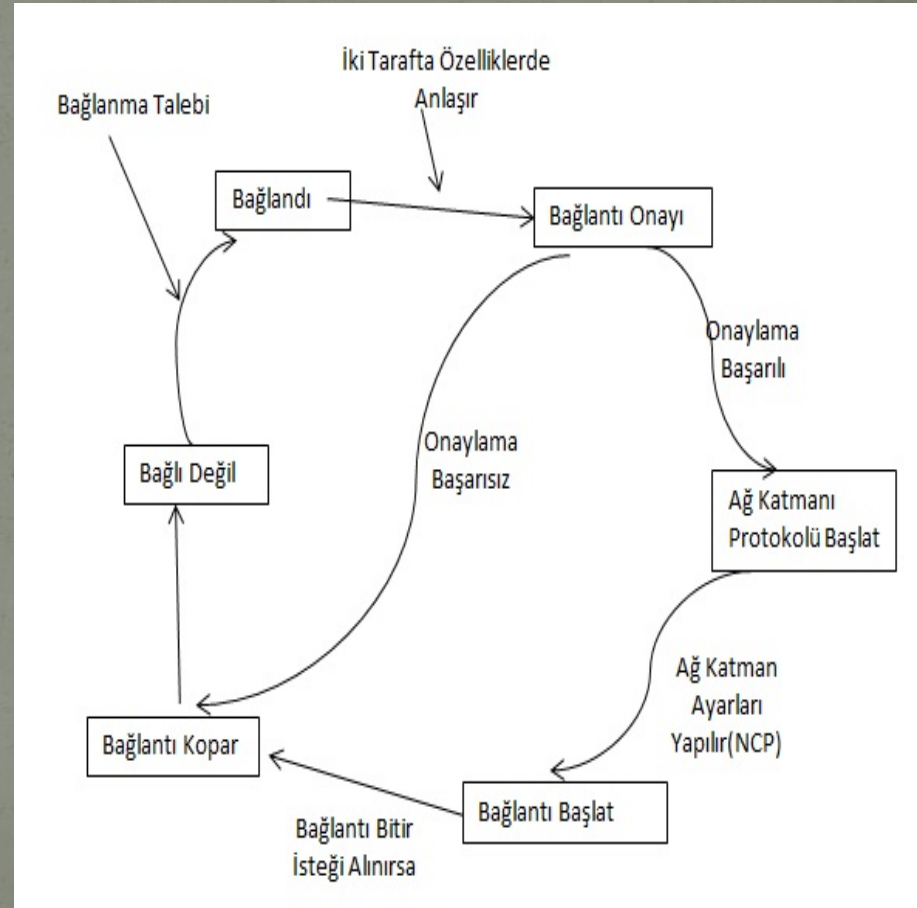 İki Tarafta Özelliklerde
Anlaşır
Bağlanma Talebi
Bağlandı
Bağlantı Onayı
Onaylama
Başarılı
Onaylama
Başarısız
Bağlı Değil
Ağ Katmanı
Protokolü Başlat
Ağ Katman
Ayarları
Yapılır(NCP)
Bağlantı Kopar
Bağlantı Başlat
Bağlantı Bitir
İsteği Alınırsa